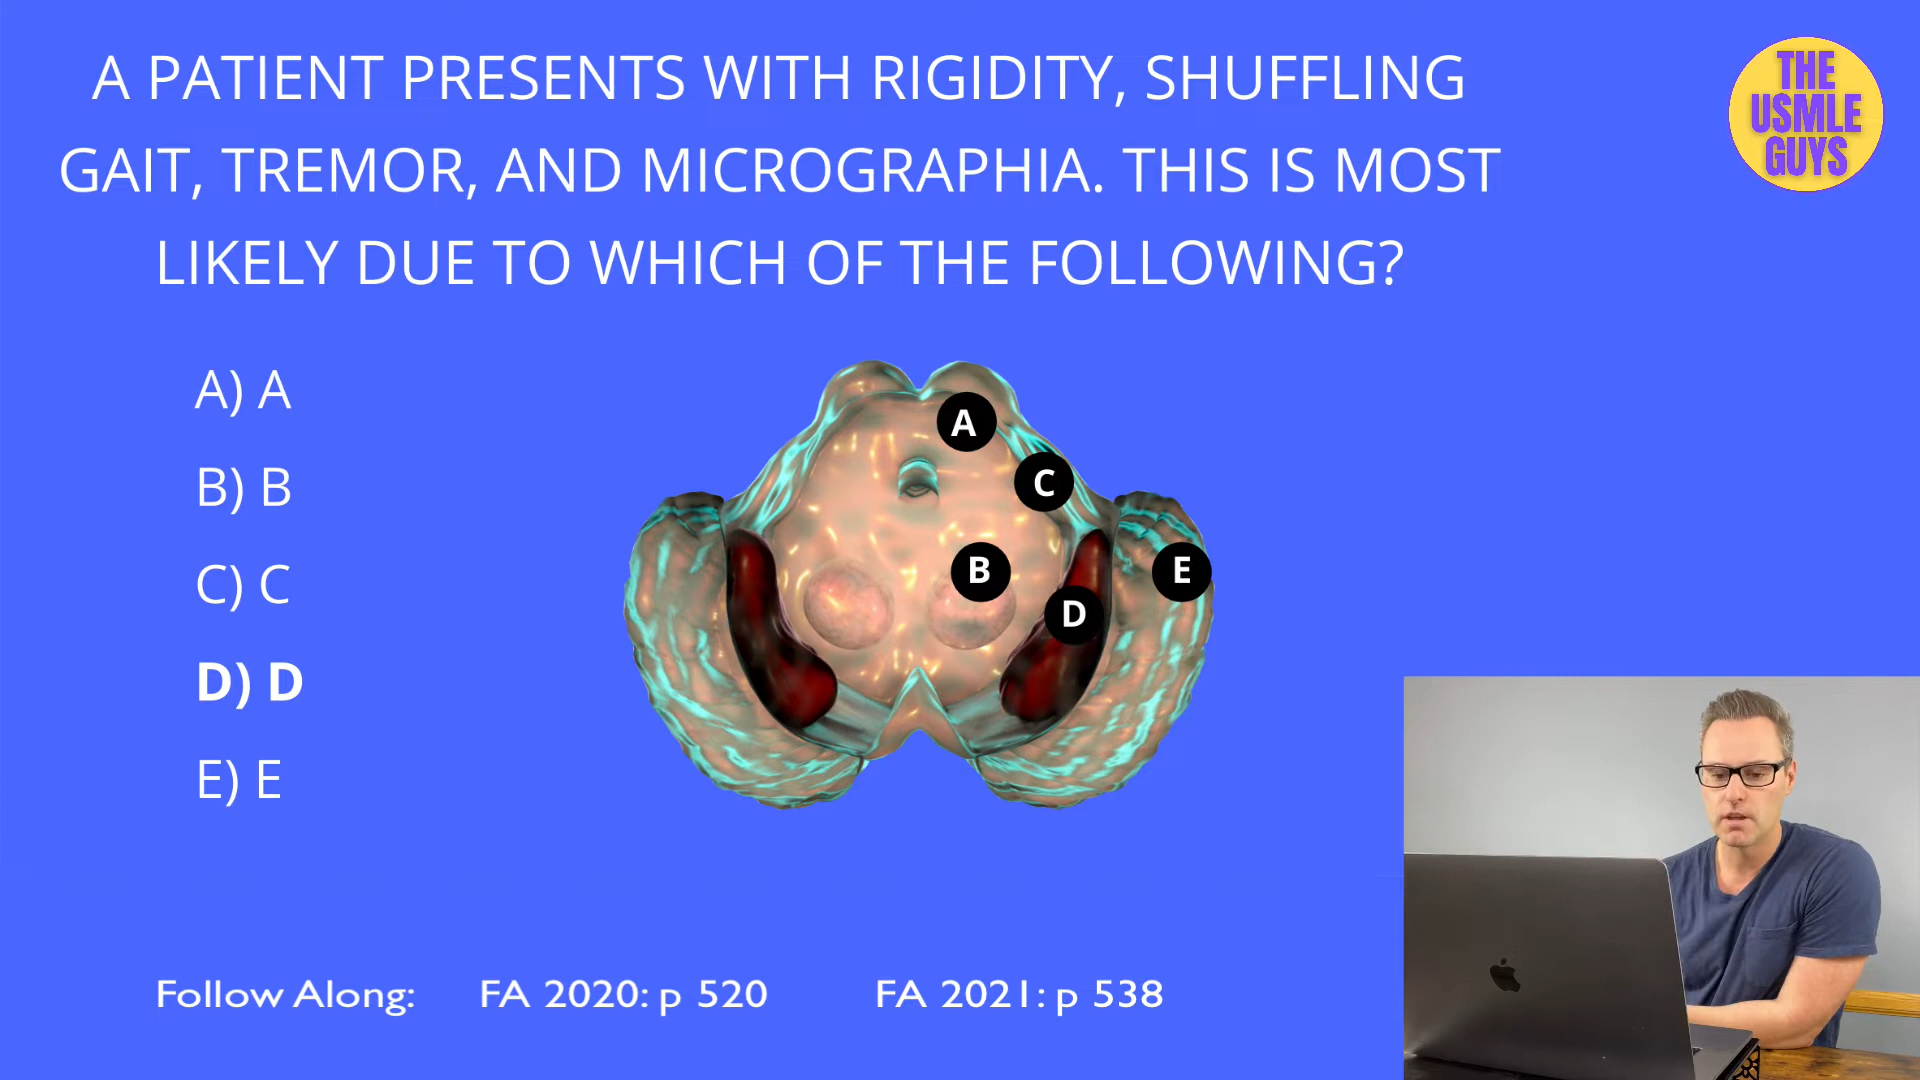 A PATIENT PRESENTS WITH RIGIDITY, SHUFFLING
GAIT, TREMOR, AND MICROGRAPHIA. THIS IS MOST
LIKELY DUE TO WHICH OF THE FOLLOWING?
THE
USMLE
GUYS
A) A
B) B
C) C
D) D
E) E
A
C
B
E
D
Follow Along: FA 2020: p 520 FA 2021: p 538